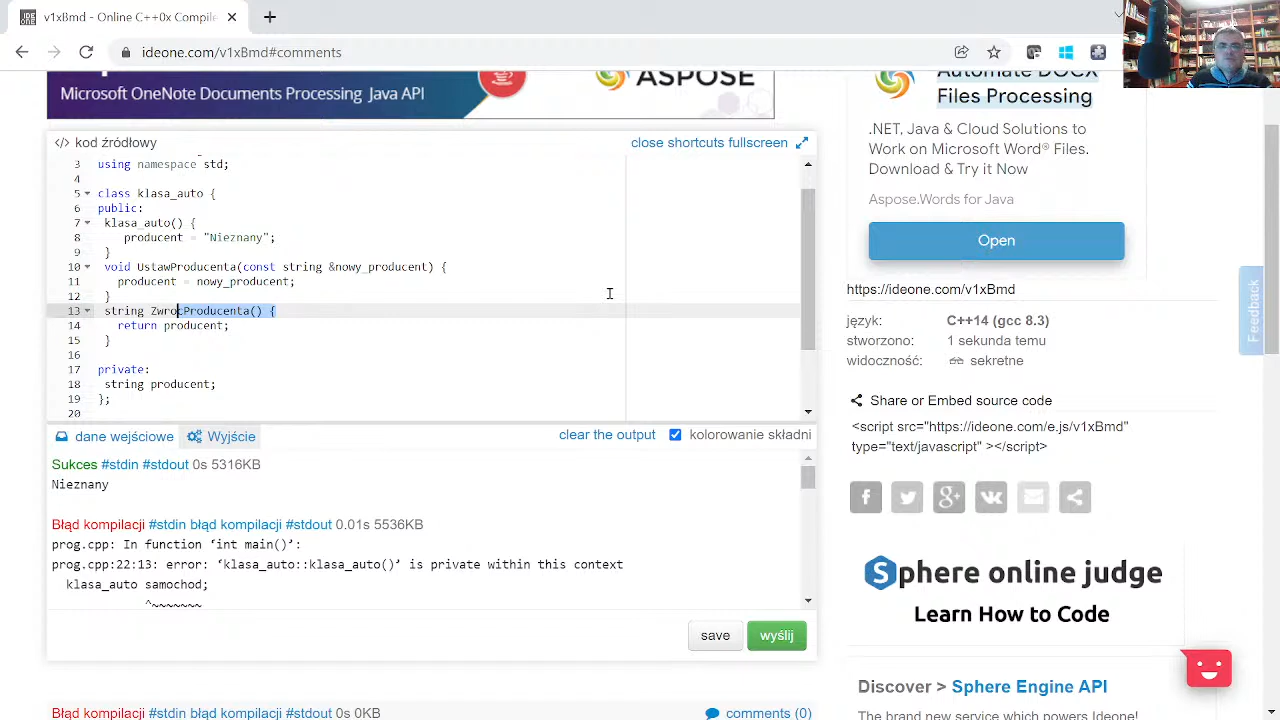 v1xBmd - Online C++0x Compile
ideone.com/v1xBmd#comments
Microsoft OneNote Documents Processing Java API
ASPOSE
Automate DOCX
Files Processing
.NET, Java & Cloud Solutions to
Work on Microsoft Word® Files.
Download & Try it Now
Aspose.Words for Java
Open
</> kod źródłowy
close shortcuts fullscreen
3 using namespace std;
4
5 class klasa_auto {
6 public:
7 klasa_auto() {
8 producent = "Nieznany";
9 }
10 void UstawProducenta(const string &nowy_producent) {
11 producent = nowy_producent;
12 }
13 string ZwrocProducenta() {
14 return producent;
15 }
16
17 private:
18 string producent;
19 };
20
dane wejściowe
Wyjście
clear the output
kolorowanie składni
Sukces #stdin #stdout 0s 5316KB
Nieznany
Błąd kompilacji #stdin błąd kompilacji #stdout 0.01s 5536KB
prog.cpp: In function ‘int main()’:
prog.cpp:22:13: error: ‘klasa_auto::klasa_auto()’ is private within this context
klasa_auto samochod;
^~~~~~~~
save
wyślij
Błąd kompilacji #stdin błąd kompilacji #stdout 0s 0KB
comments (0)
https://ideone.com/v1xBmd
język: C++14 (gcc 8.3)
stworzono: 1 sekunda temu
widoczność: sekretne
Share or Embed source code
<script src="https://ideone.com/e.js/v1xBmd"
type="text/javascript" ></script>
Sphere online judge
Learn How to Code
Discover > Sphere Engine API
The brand new service which powers Ideone!
Feedback